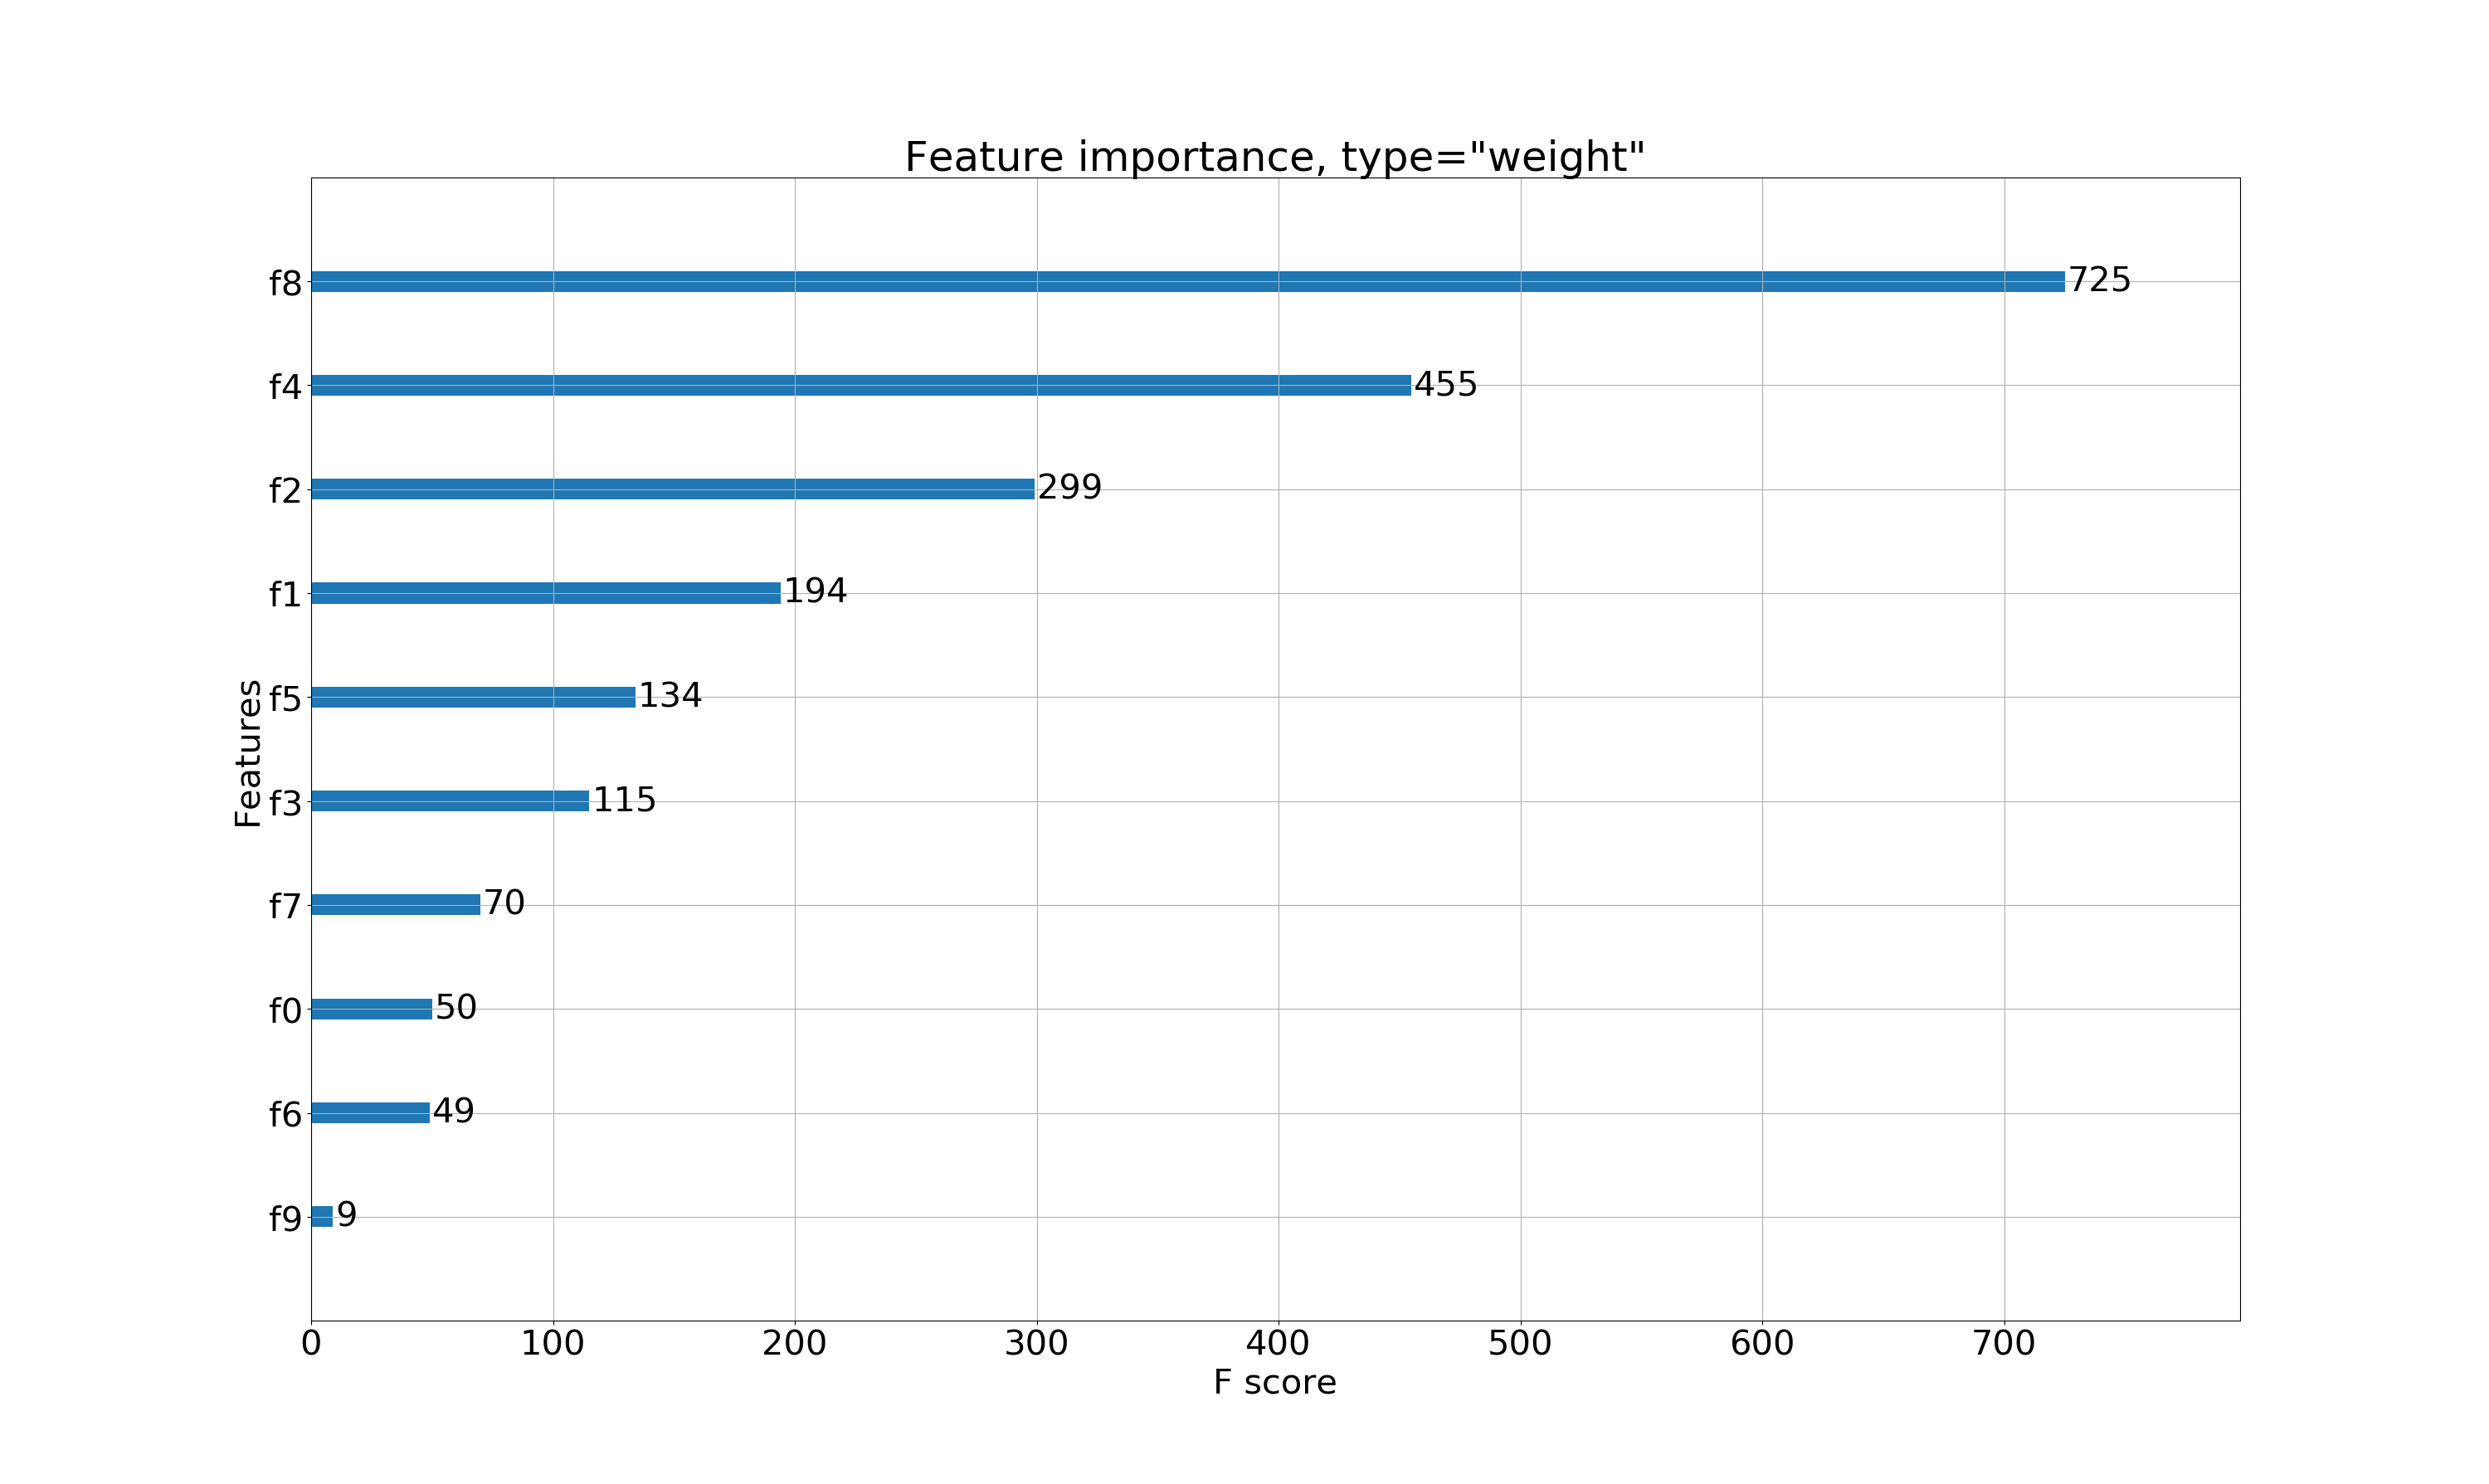 Feature importance, type="weight"
f8 725
f4 455
f2 299
f1 194
f5 134
f3 115
f7 70
f0 50
f6 49
f9 9
Features
0 100 200 300 400 500 600 700
F score